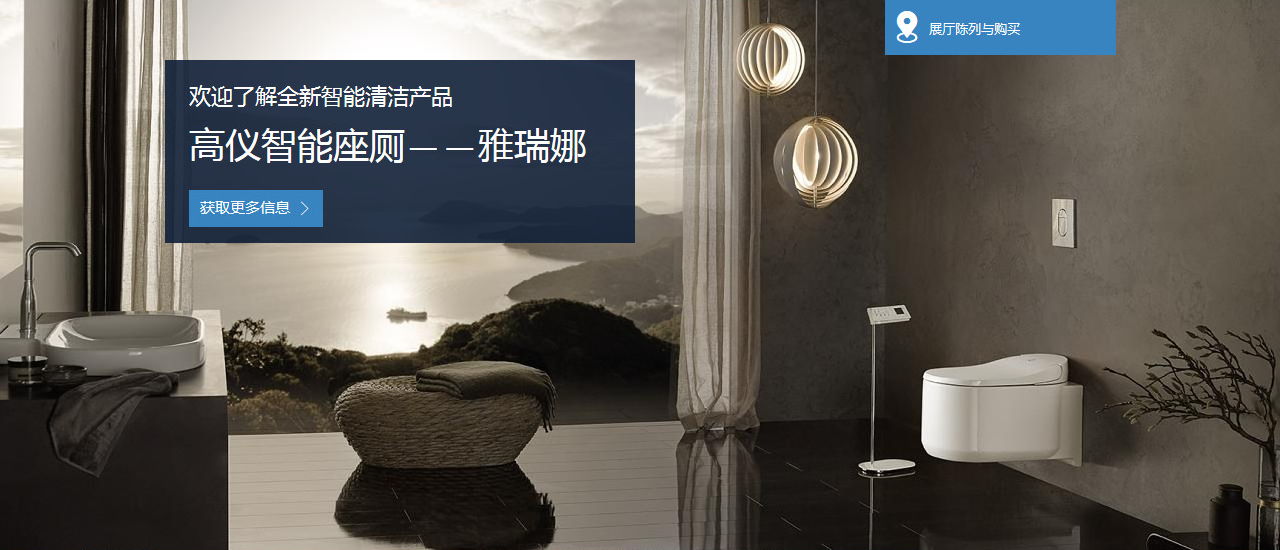 展厅陈列与购买
欢迎了解全新智能清洁产品
高仪智能座厕——雅瑞娜
获取更多信息